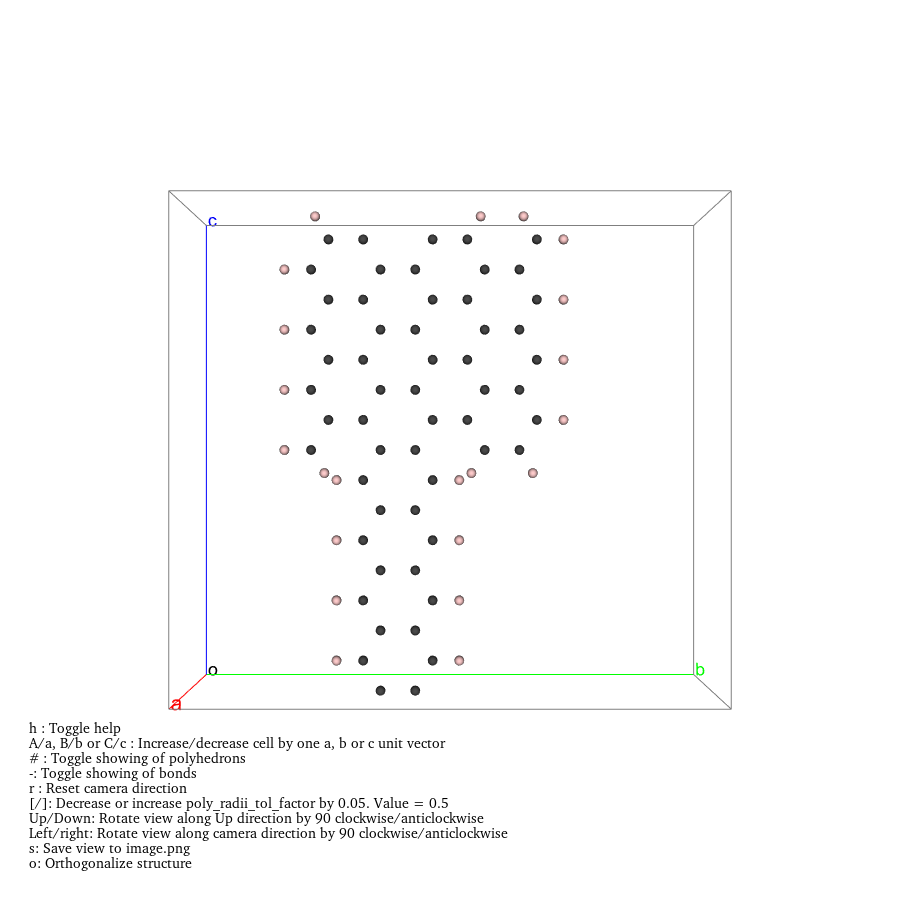 c
o
b
a
h : Toggle help
A/a, B/b or C/c : Increase/decrease cell by one a, b or c unit vector
# : Toggle showing of polyhedrons
-: Toggle showing of bonds
r : Reset camera direction
[/]: Decrease or increase poly_radii_tol_factor by 0.05. Value = 0.5
Up/Down: Rotate view along Up direction by 90 clockwise/anticlockwise
Left/right: Rotate view along camera direction by 90 clockwise/anticlockwise
s: Save view to image.png
o: Orthogonalize structure